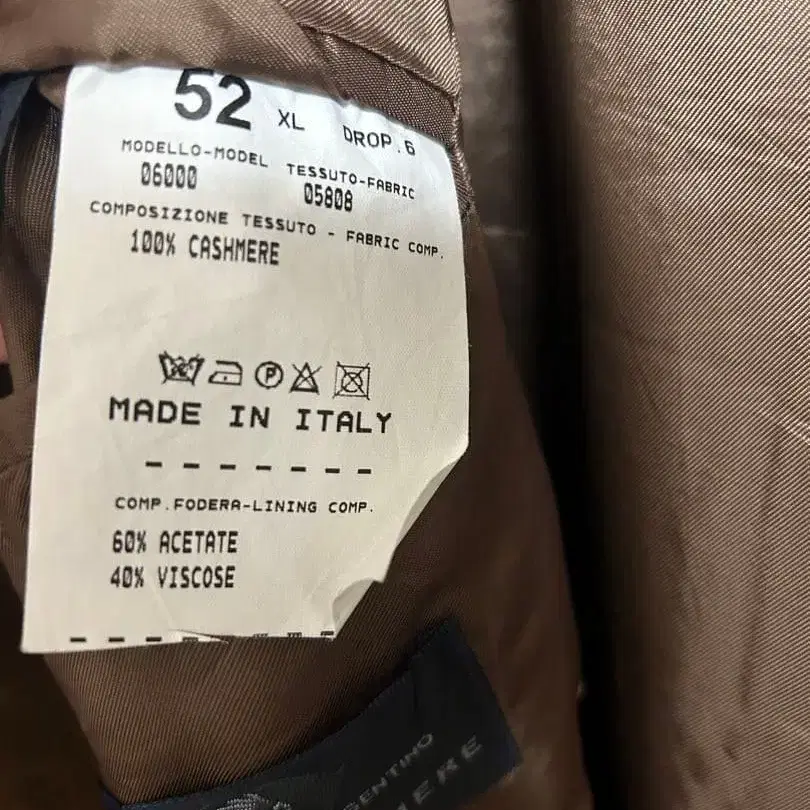 52 XL DROP.6
MODELLO-MODEL TESSUTO-FABRIC
06000 05808
COMPOSIZIONE TESSUTO - FABRIC COMP.
100% CASHMERE
P
MADE IN ITALY
- - - - - - -
COMP.FODERA-LINING COMP.
60% ACETATE
40% VISCOSE